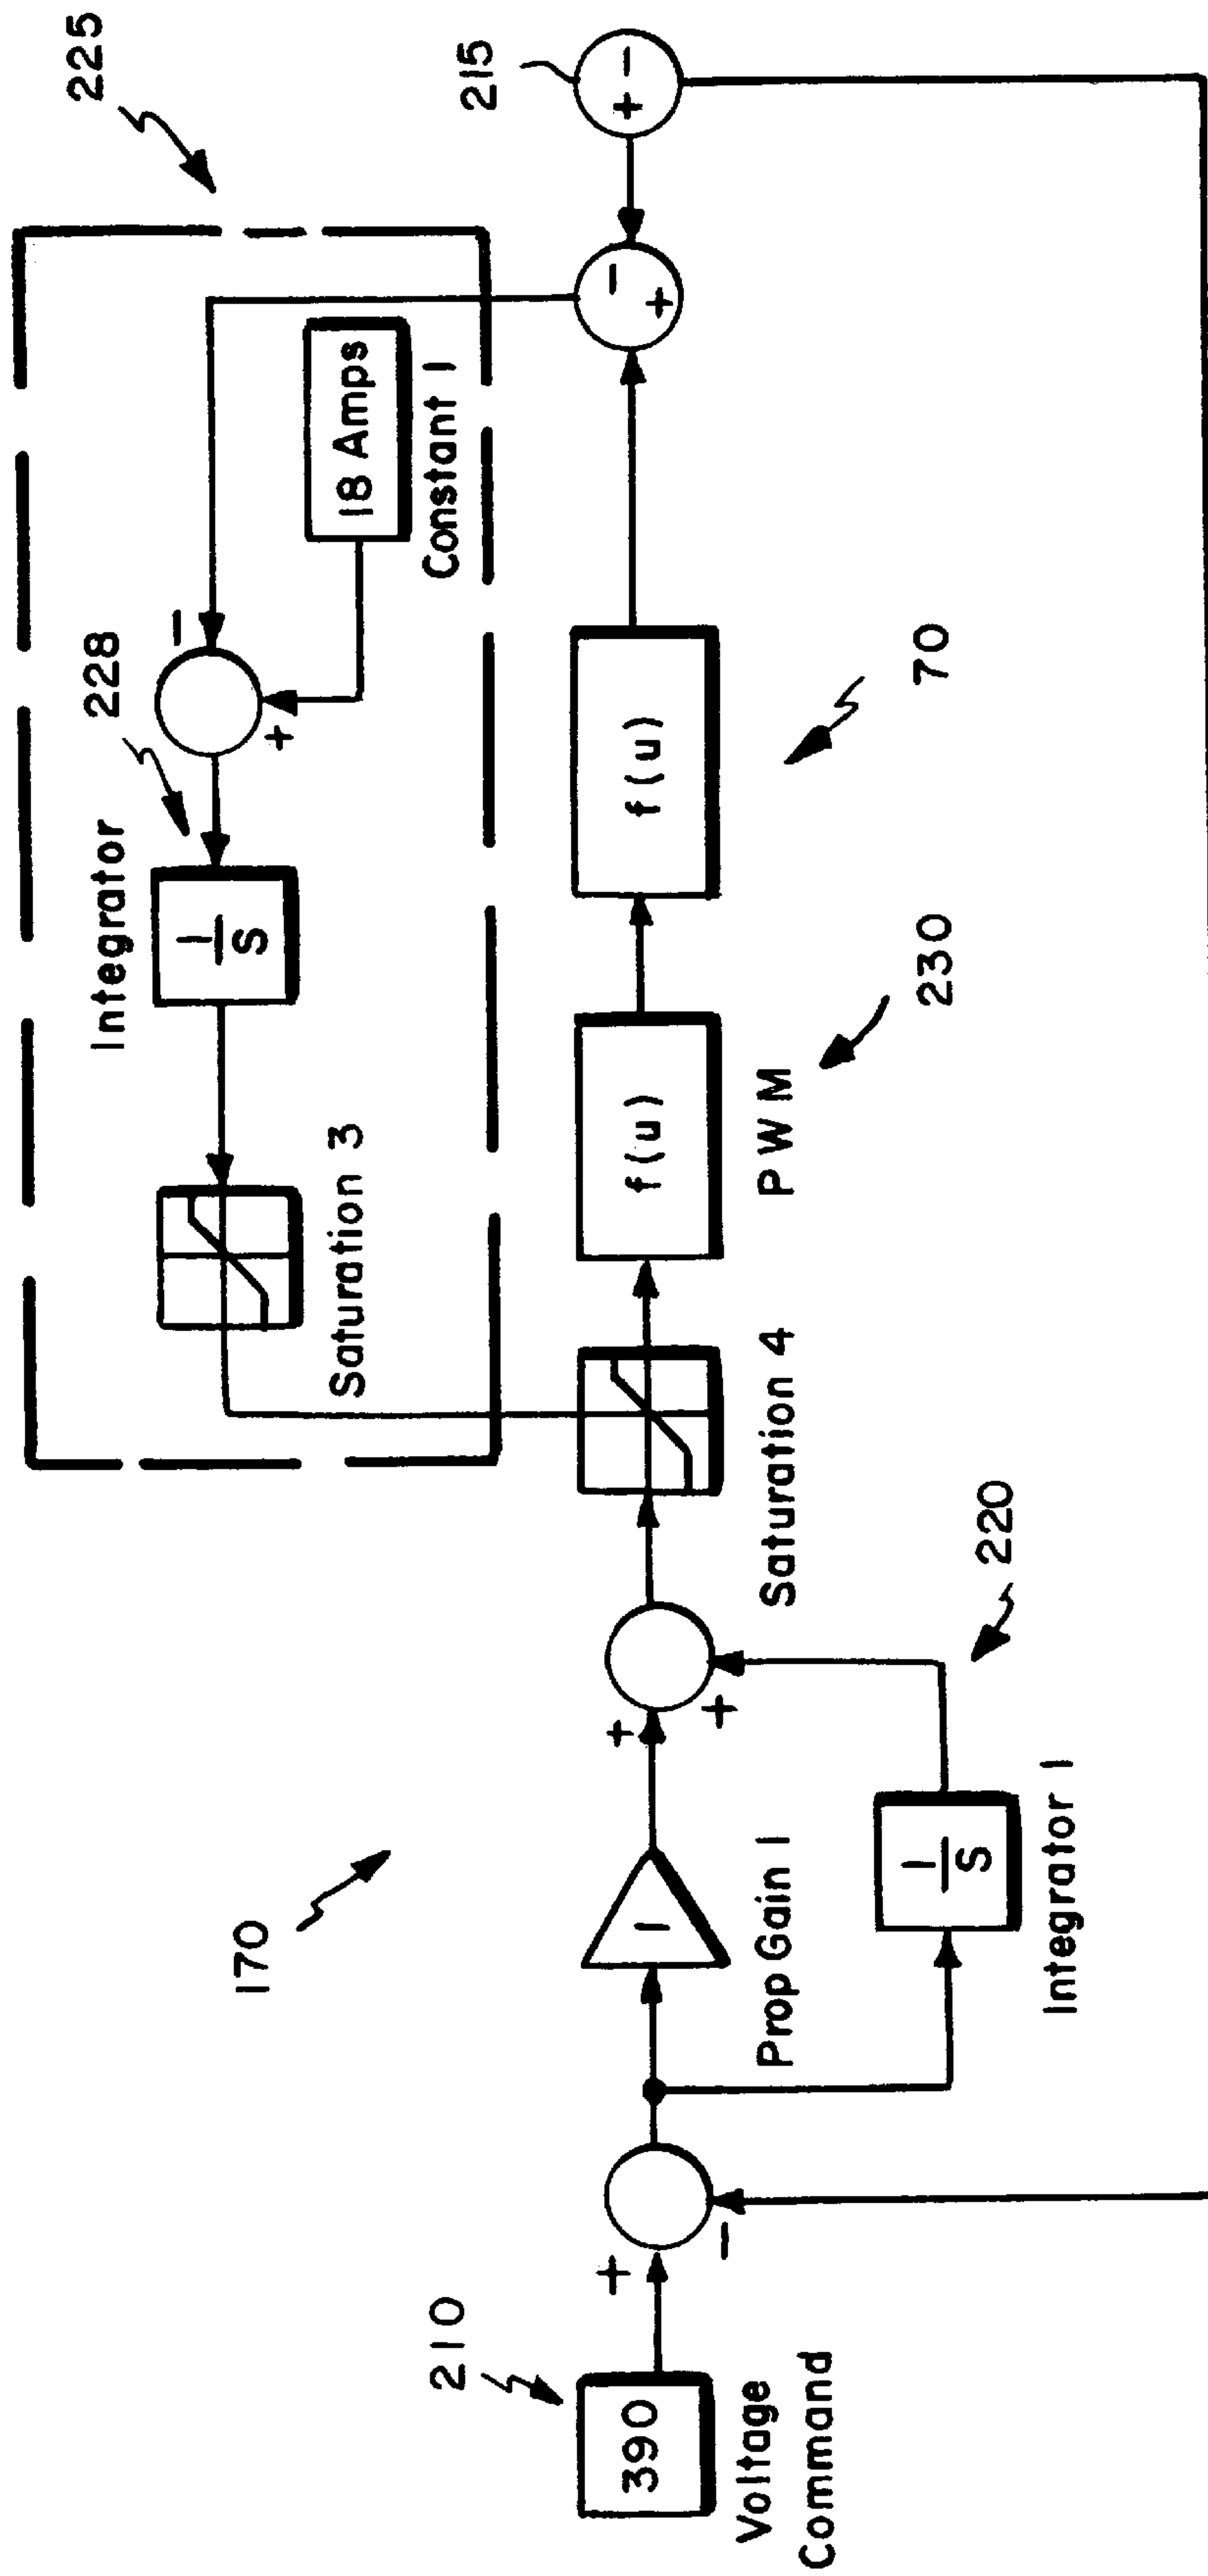 225
215
228
Integrator
1/S
18 Amps
Constant 1
Saturation 3
−
+
−
+
+ −
f(u)
f(u)
70
PWM
230
Saturation 4
170
220
+
+
1
Prop Gain 1
1/S
Integrator 1
210
+
−
390
Voltage
Command